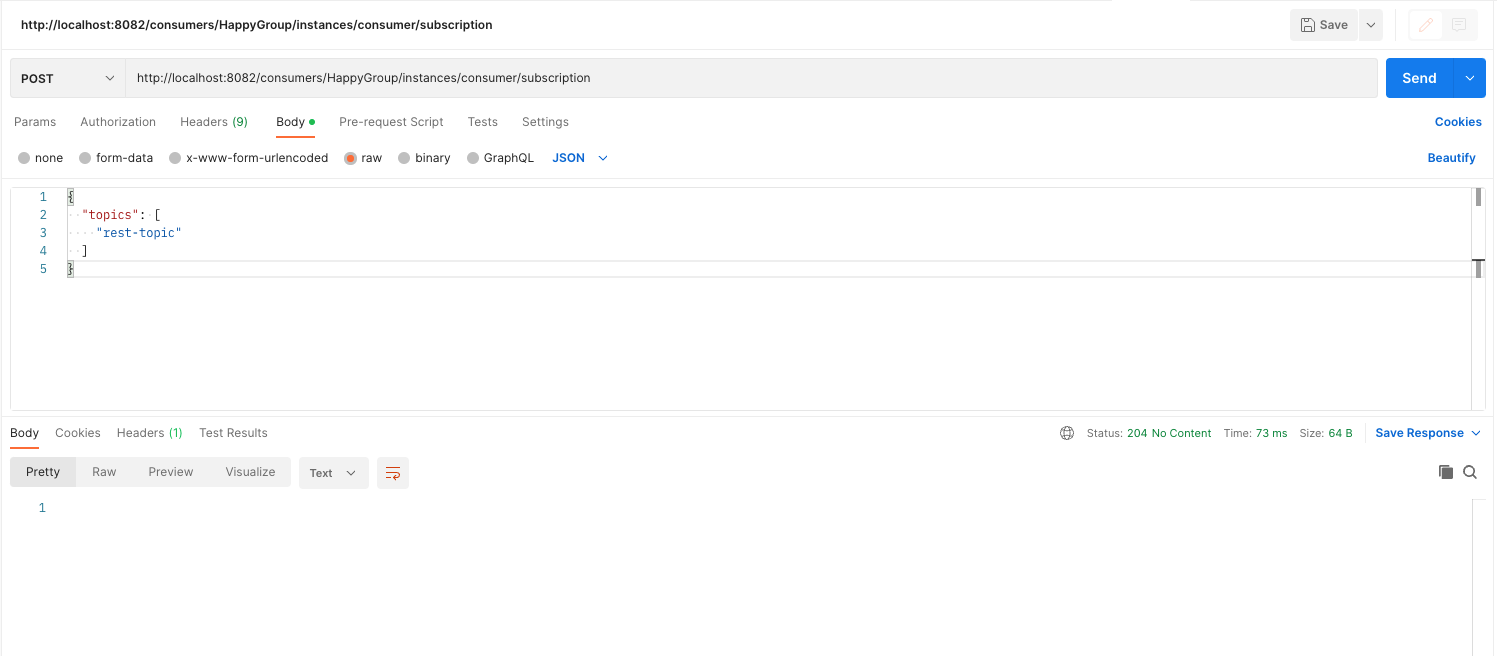 http://localhost:8082/consumers/HappyGroup/instances/consumer/subscription Save
POST http://localhost:8082/consumers/HappyGroup/instances/consumer/subscription Send
Params Authorization Headers (9) Body Pre-request Script Tests Settings Cookies
none form-data x-www-form-urlencoded raw binary GraphQL JSON Beautify
1 {
2 "topics": [
3 "rest-topic"
4 ]
5 }
Body Cookies Headers (1) Test Results Status: 204 No Content Time: 73 ms Size: 64 B Save Response
Pretty Raw Preview Visualize Text
1